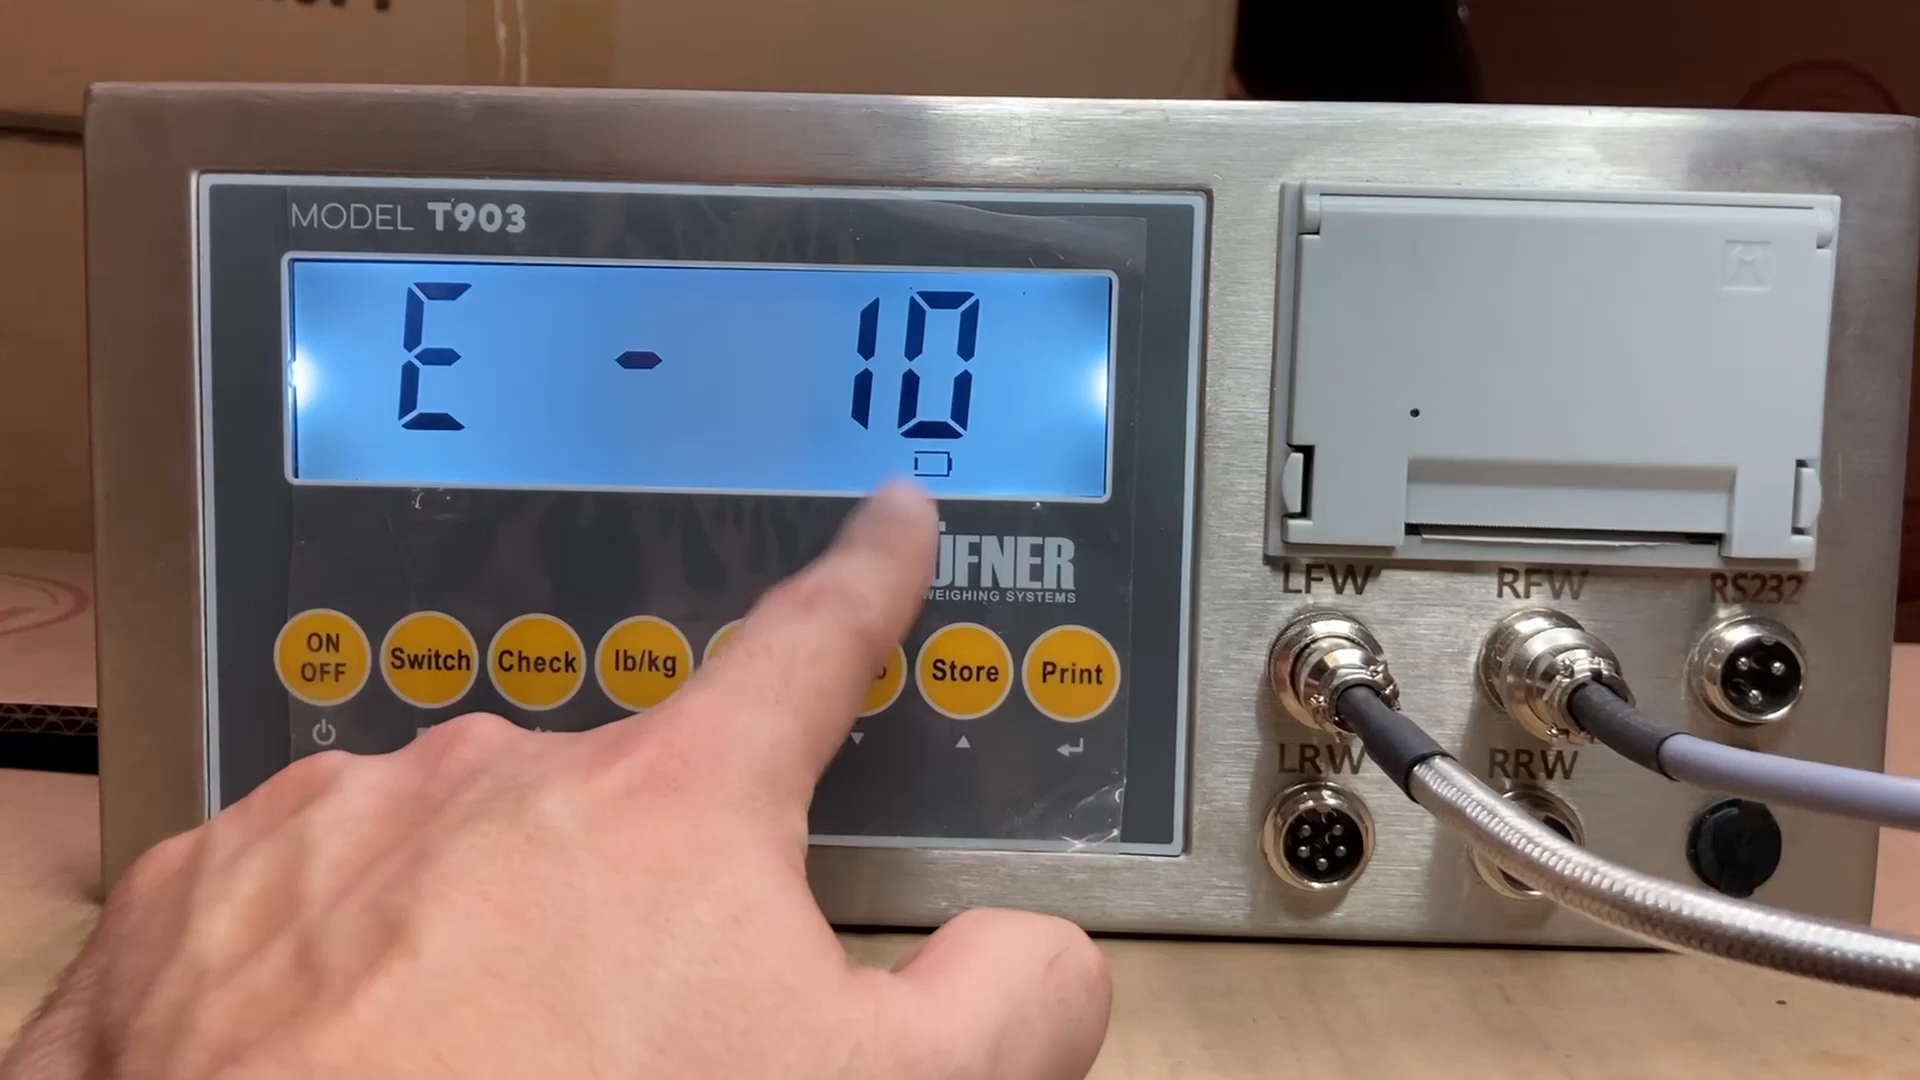 MODEL T903
E - 10
ÜFNER
WEIGHING SYSTEMS
ON
OFF
Switch
Check
lb/kg
Store
Print
LFW
RFW
RS232
LRW
RRW